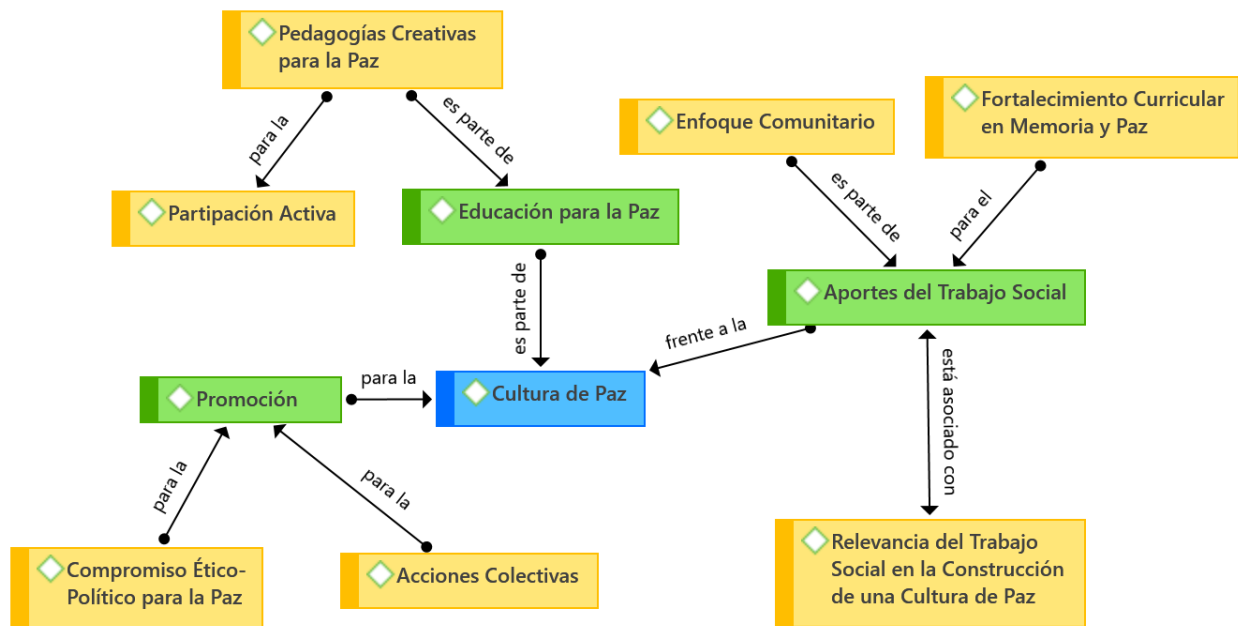 Pedagogías Creativas
para la Paz
Enfoque Comunitario
Fortalecimiento Curricular
en Memoria y Paz
para la
es parte de
Partipación Activa
Educación para la Paz
es parte de
para el
es parte de
Aportes del Trabajo Social
frente a la
Promoción
para la
Cultura de Paz
está asociado con
para la
para la
Compromiso Ético-
Político para la Paz
Acciones Colectivas
Relevancia del Trabajo
Social en la Construcción
de una Cultura de Paz